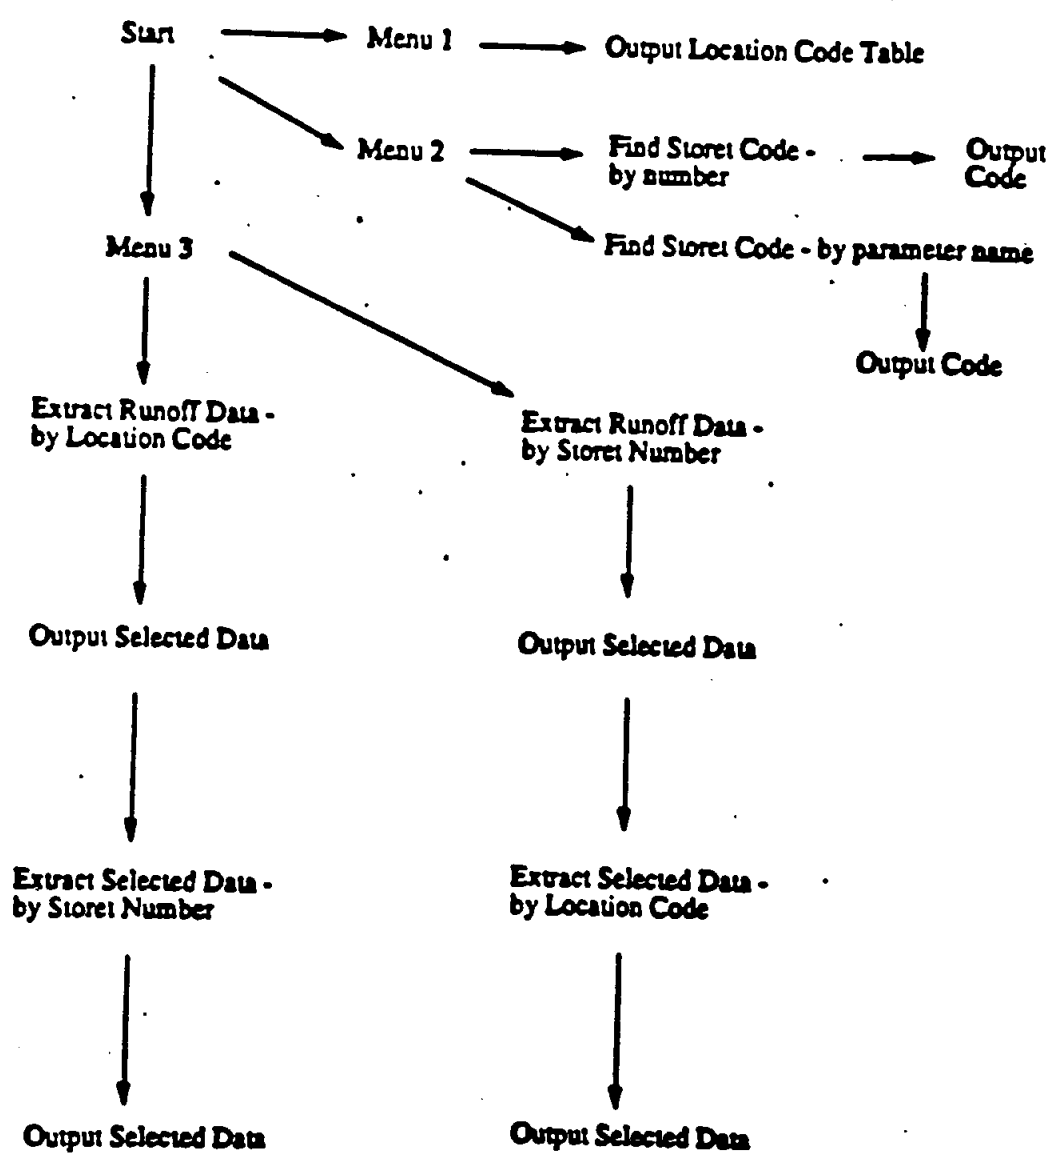 Start
Menu 1
Output Location Code Table
Menu 2
Find Storet Code -
by number
Output
Code
Find Storet Code - by parameter name
Output Code
Menu 3
Extract Runoff Data -
by Location Code
Extract Runoff Data -
by Storet Number
Output Selected Data
Output Selected Data
Extract Selected Data -
by Storet Number
Extract Selected Data -
by Location Code
Output Selected Data
Output Selected Data